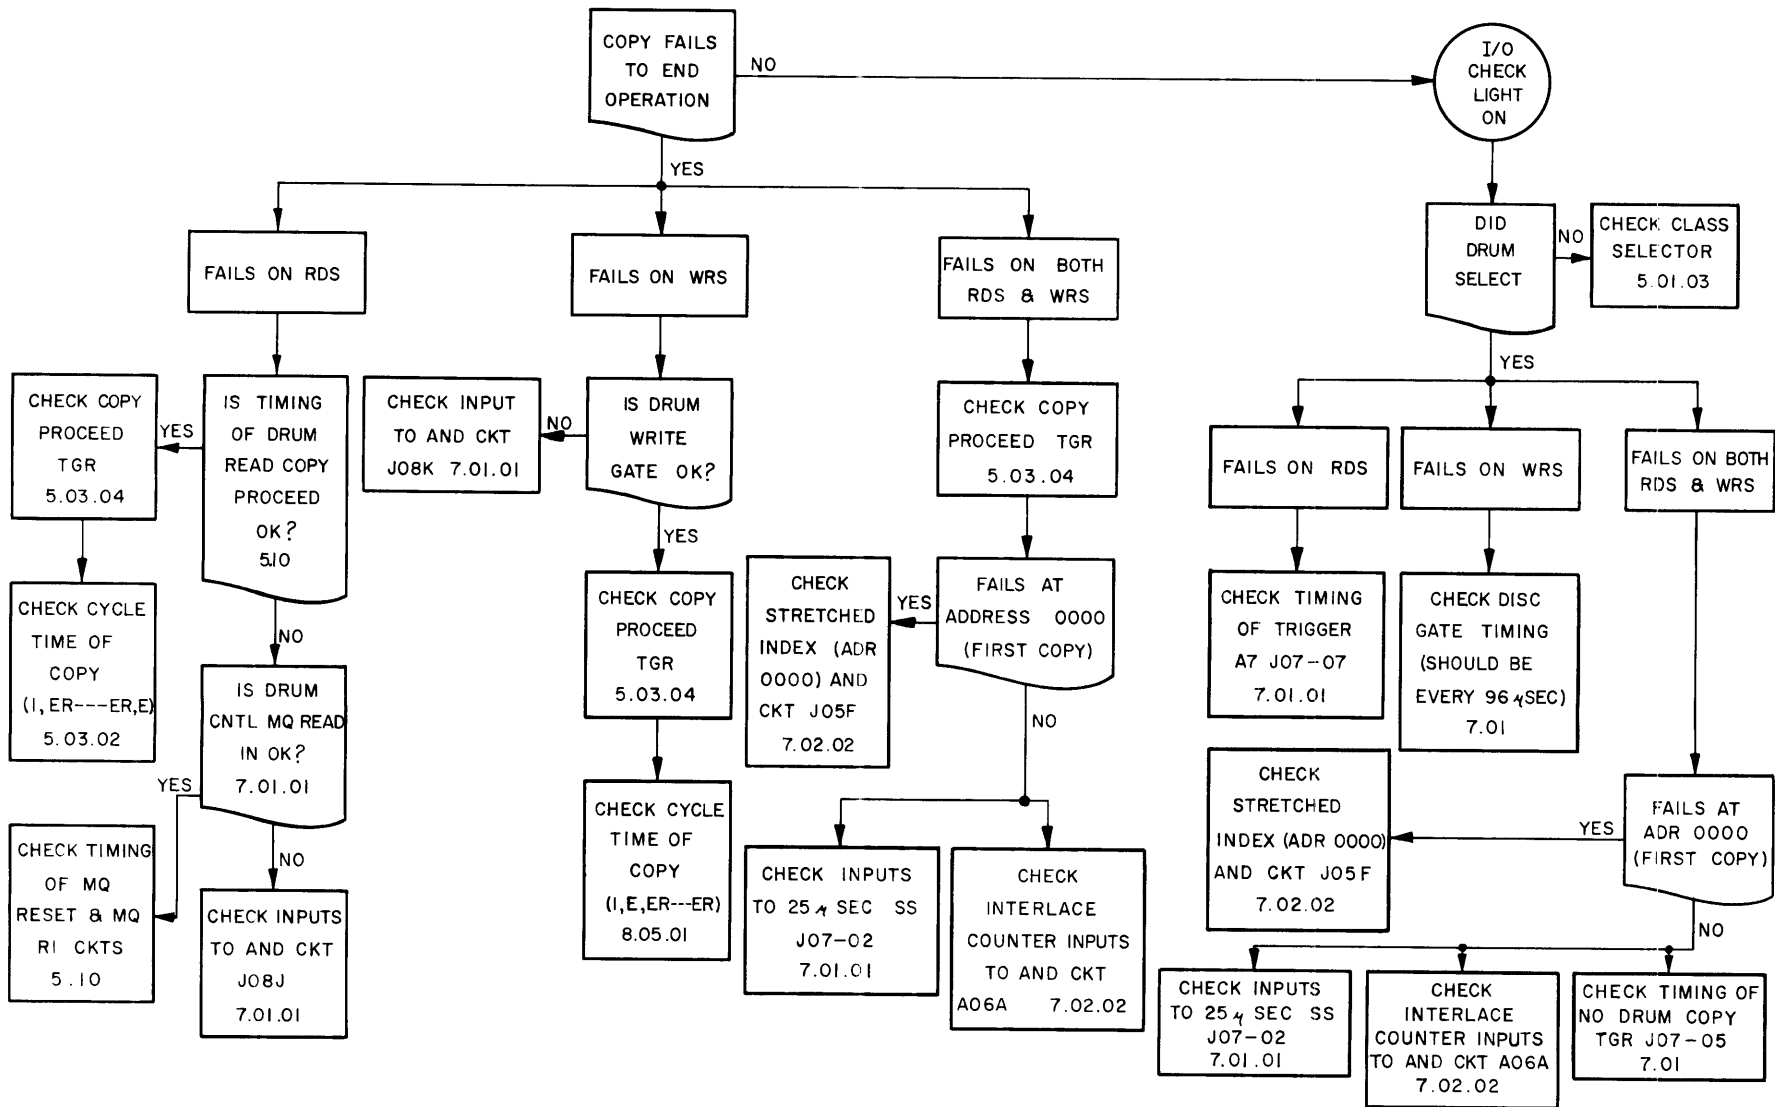 COPY FAILS
TO END
OPERATION
NO
I/O
CHECK
LIGHT
ON
YES
FAILS ON RDS
FAILS ON WRS
FAILS ON BOTH
RDS & WRS
DID
DRUM
SELECT
NO
CHECK CLASS
SELECTOR
5.01.03
YES
CHECK COPY
PROCEED
TGR
5.03.04
YES
IS TIMING
OF DRUM
READ COPY
PROCEED
OK?
5.10
CHECK INPUT
TO AND CKT
J08K 7.01.01
NO
IS DRUM
WRITE
GATE OK?
CHECK COPY
PROCEED TGR
5.03.04
FAILS ON RDS
FAILS ON WRS
FAILS ON BOTH
RDS & WRS
YES
CHECK CYCLE
TIME OF
COPY
(I,ER---ER,E)
5.03.02
NO
CHECK COPY
PROCEED
TGR
5.03.04
CHECK
STRETCHED
INDEX (ADR
0000) AND
CKT J05F
7.02.02
YES
FAILS AT
ADDRESS 0000
(FIRST COPY)
CHECK TIMING
OF TRIGGER
A7 J07-07
7.01.01
CHECK DISC
GATE TIMING
(SHOULD BE
EVERY 96 μSEC)
7.01
IS DRUM
CNTL MQ READ
IN OK?
7.01.01
YES
NO
CHECK TIMING
OF MQ
RESET & MQ
RI CKTS
5.10
NO
CHECK INPUTS
TO AND CKT
J08J
7.01.01
CHECK CYCLE
TIME OF
COPY
(I,E,ER---ER)
8.05.01
CHECK INPUTS
TO 25 μ SEC SS
J07-02
7.01.01
CHECK
INTERLACE
COUNTER INPUTS
TO AND CKT
A06A 7.02.02
CHECK
STRETCHED
INDEX (ADR 0000)
AND CKT J05F
7.02.02
YES
FAILS AT
ADR 0000
(FIRST COPY)
NO
CHECK INPUTS
TO 25 μ SEC SS
J07-02
7.01.01
CHECK
INTERLACE
COUNTER INPUTS
TO AND CKT A06A
7.02.02
CHECK TIMING OF
NO DRUM COPY
TGR J07-05
7.01